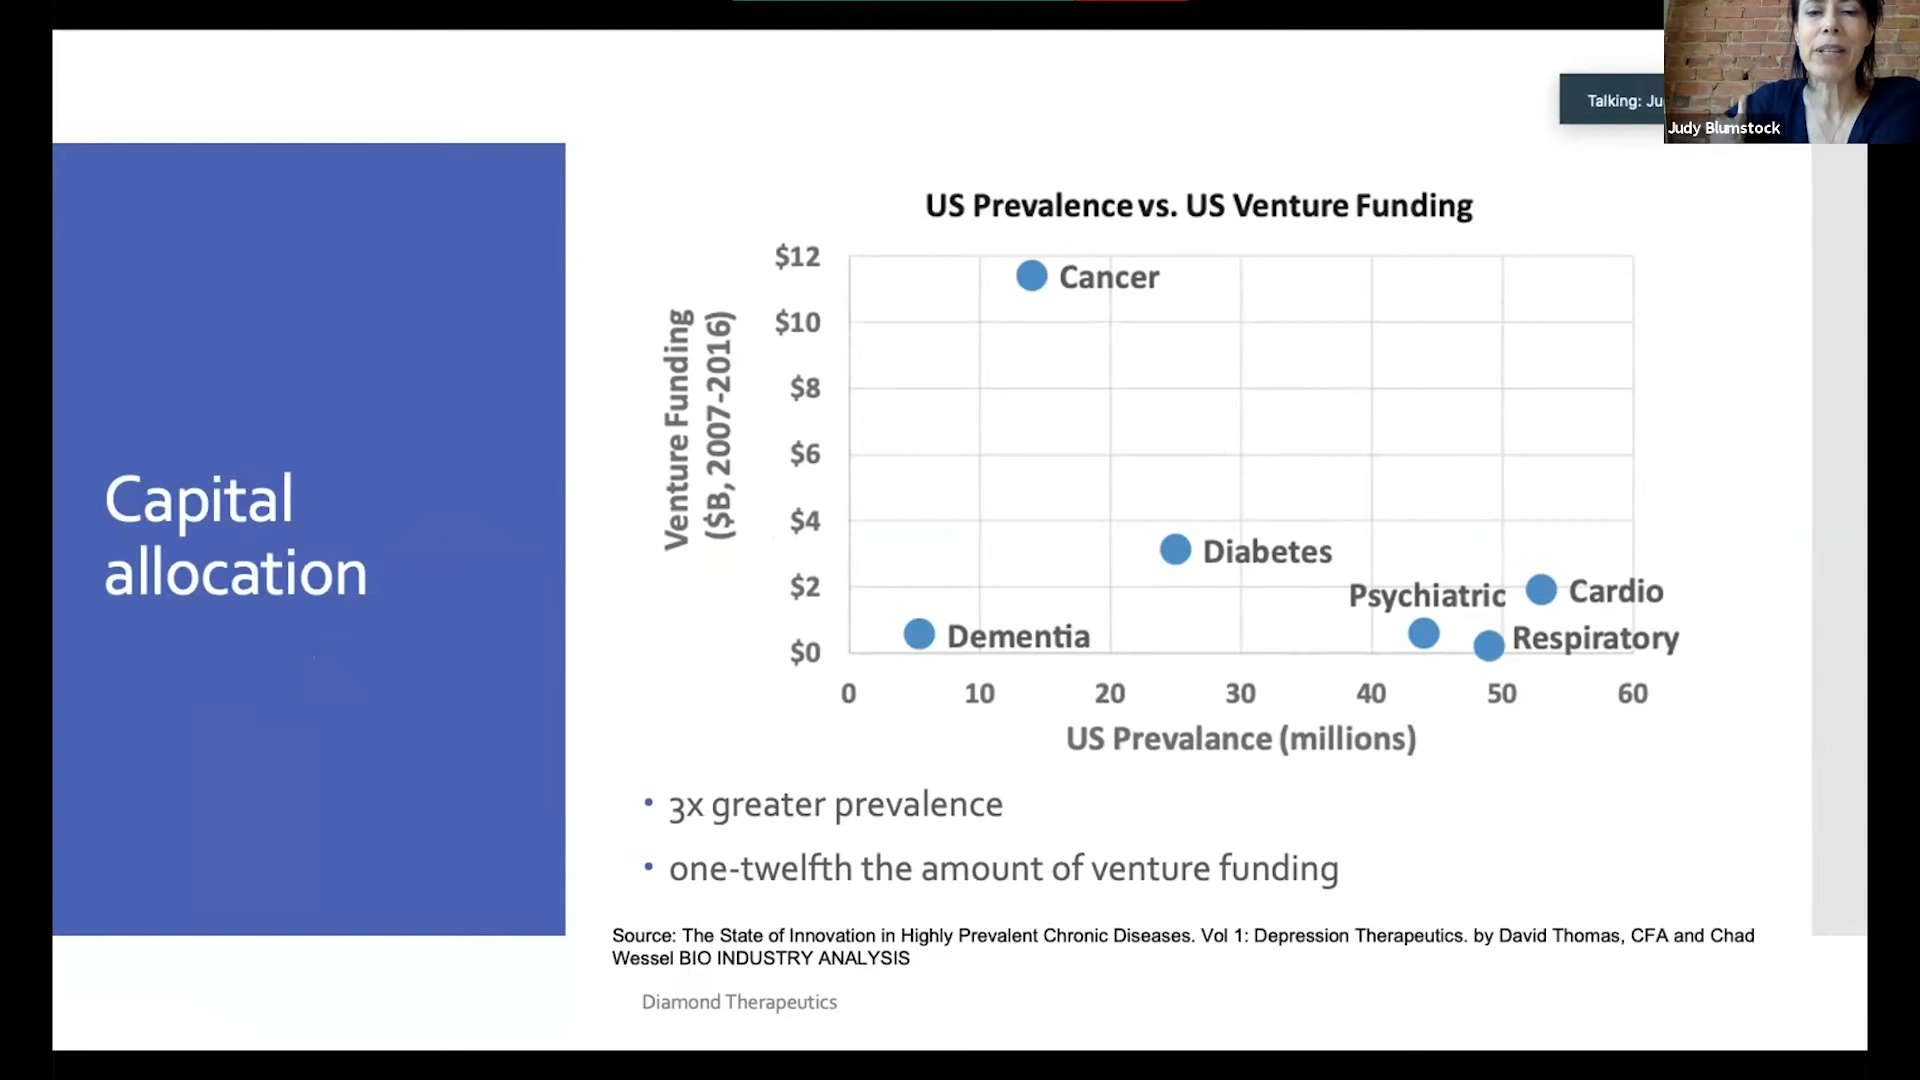 Talking: Ju
Judy Blumstock
Capital
allocation
US Prevalence vs. US Venture Funding
Venture Funding
($B, 2007-2016)
$12
$10
$8
$6
$4
$2
$0
Cancer
Diabetes
Psychiatric
Cardio
Dementia
Respiratory
0 10 20 30 40 50 60
US Prevalance (millions)
• 3x greater prevalence
• one-twelfth the amount of venture funding
Source: The State of Innovation in Highly Prevalent Chronic Diseases. Vol 1: Depression Therapeutics. by David Thomas, CFA and Chad
Wessel BIO INDUSTRY ANALYSIS
Diamond Therapeutics